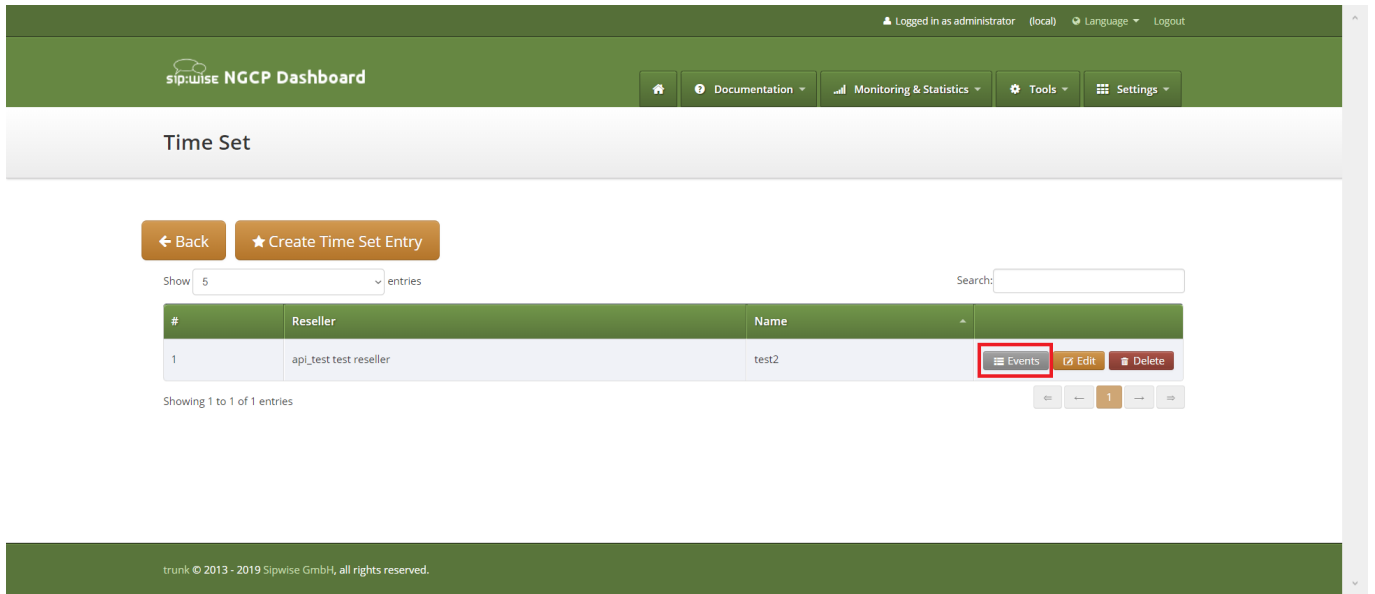 Logged in as administrator (local) Language Logout
sip:wise NGCP Dashboard
Documentation Monitoring & Statistics Tools Settings
Time Set
Back Create Time Set Entry
Show 5 entries Search:
# Reseller Name
1 api_test test reseller test2 Events Edit Delete
Showing 1 to 1 of 1 entries ⇐ ← 1 → ⇒
trunk © 2013 - 2019 Sipwise GmbH, all rights reserved.